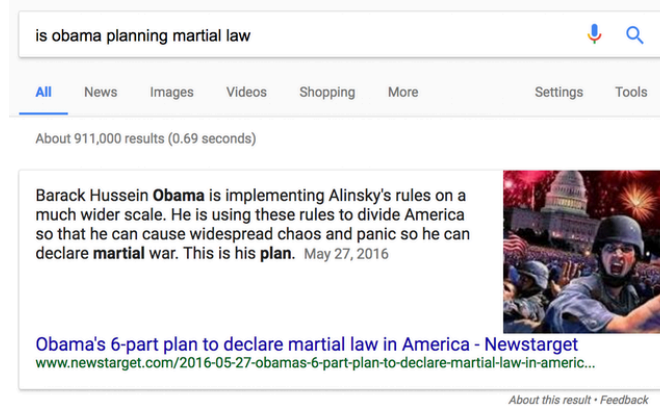 is obama planning martial law
All News Images Videos Shopping More Settings Tools
About 911,000 results (0.69 seconds)
Barack Hussein Obama is implementing Alinsky's rules on a
much wider scale. He is using these rules to divide America
so that he can cause widespread chaos and panic so he can
declare martial war. This is his plan. May 27, 2016
Obama's 6-part plan to declare martial law in America - Newstarget
www.newstarget.com/2016-05-27-obamas-6-part-plan-to-declare-martial-law-in-americ...
About this result • Feedback